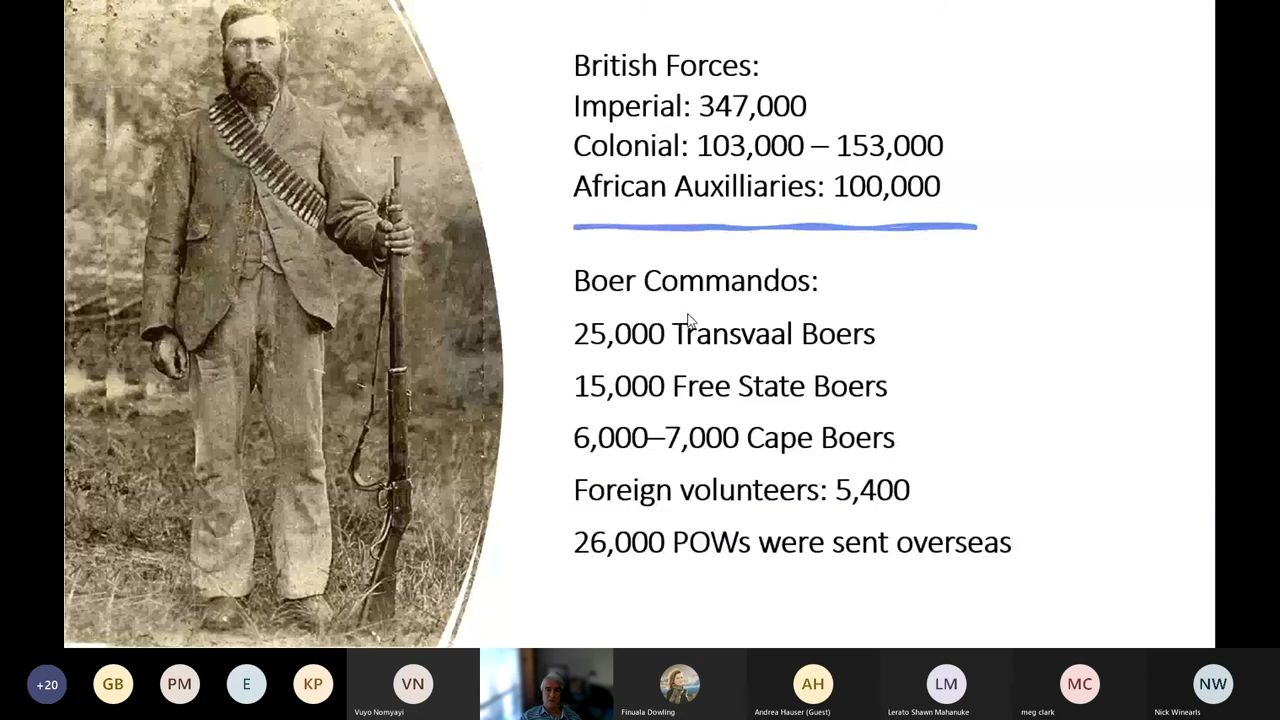 British Forces:
Imperial: 347,000
Colonial: 103,000 – 153,000
African Auxilliaries: 100,000
Boer Commandos:
25,000 Transvaal Boers
15,000 Free State Boers
6,000–7,000 Cape Boers
Foreign volunteers: 5,400
26,000 POWs were sent overseas
+20
GB
PM
E
KP
VN
AH
LM
MC
NW
Vuyo Nomyayi
Finuala Dowling
Andrea Hauser (Guest)
Lerato Shawn Mahanuke
meg clark
Nick Winearls